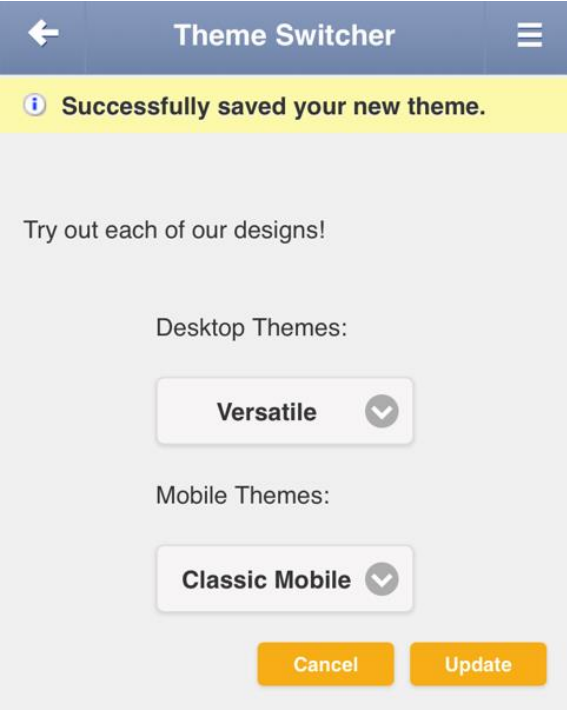 Theme Switcher
Successfully saved your new theme.
Try out each of our designs!
Desktop Themes:
Versatile
Mobile Themes:
Classic Mobile
Cancel Update